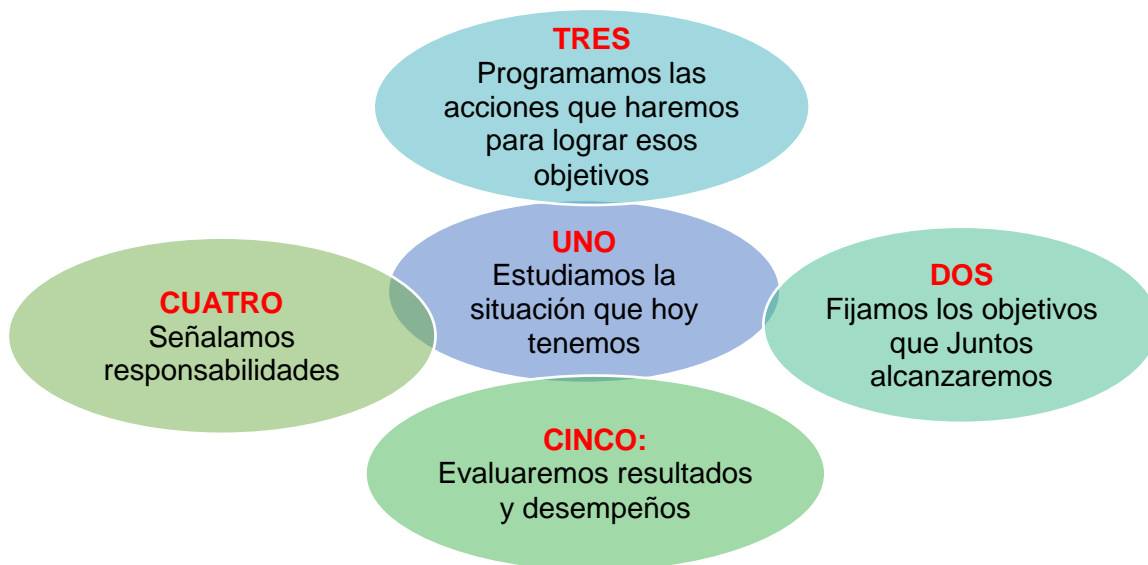 TRES
Programamos las
acciones que haremos
para lograr esos
objetivos
UNO
Estudiamos la
situación que hoy
tenemos
CUATRO
Señalamos
responsabilidades
DOS
Fijamos los objetivos
que Juntos
alcanzaremos
CINCO:
Evaluaremos resultados
y desempeños